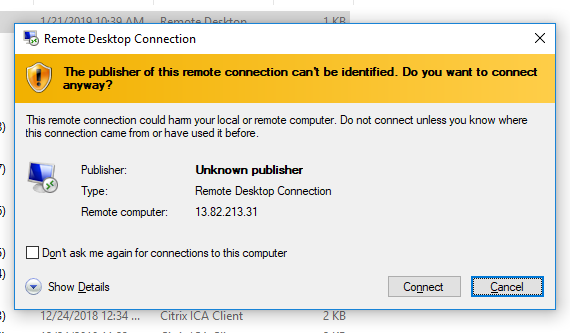 1/21/2019 10:39 AM Remote Desktop 1 KB
Remote Desktop Connection
The publisher of this remote connection can't be identified. Do you want to connect
anyway?
This remote connection could harm your local or remote computer. Do not connect unless you know where
this connection came from or have used it before.
Publisher: Unknown publisher
Type: Remote Desktop Connection
Remote computer: 13.82.213.31
Don't ask me again for connections to this computer
Show Details Connect Cancel
12/24/2018 12:34 ... Citrix ICA Client 2 KB